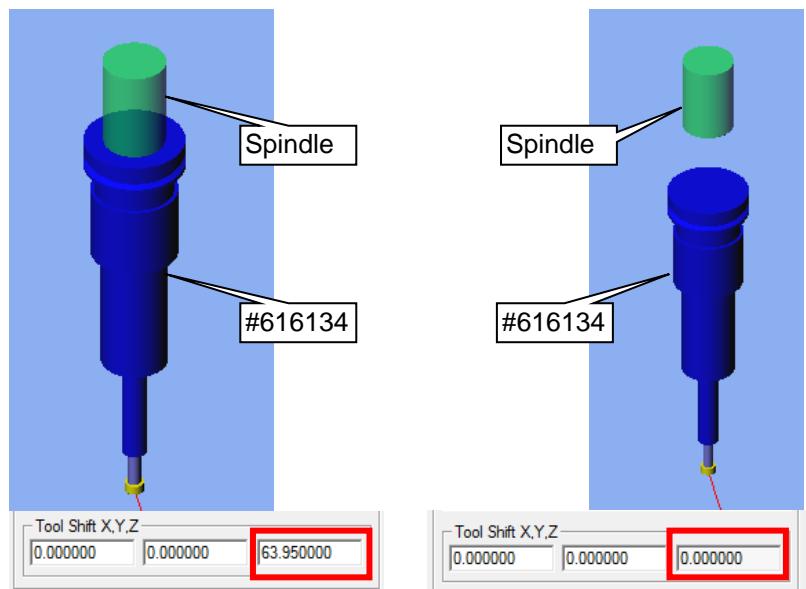 Spindle
Spindle
#616134
#616134
Tool Shift X,Y,Z
0.000000 0.000000 63.950000
Tool Shift X,Y,Z
0.000000 0.000000 0.000000